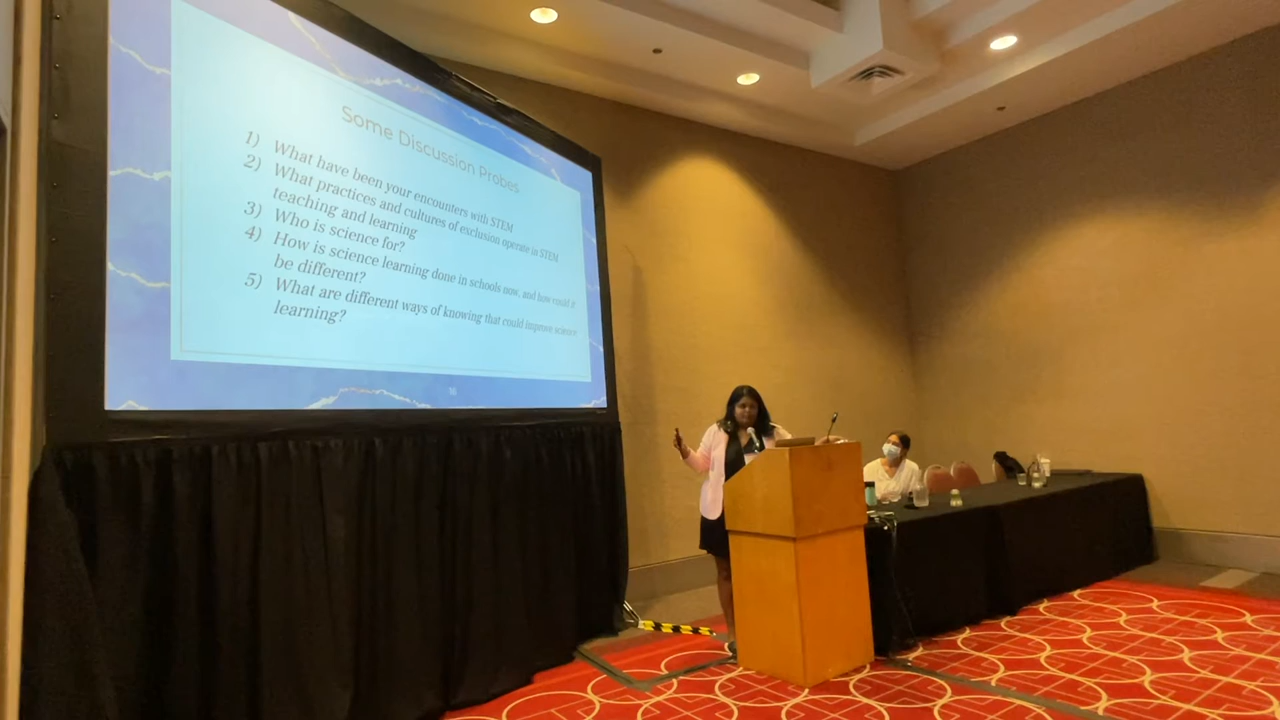 Some Discussion Probes
1) What have been your encounters with STEM
2) What practices and cultures of exclusion operate in STEM
teaching and learning
3) Who is science for?
4) How is science learning done in schools now, and how could it
be different?
5) What are different ways of knowing that could improve science
learning?